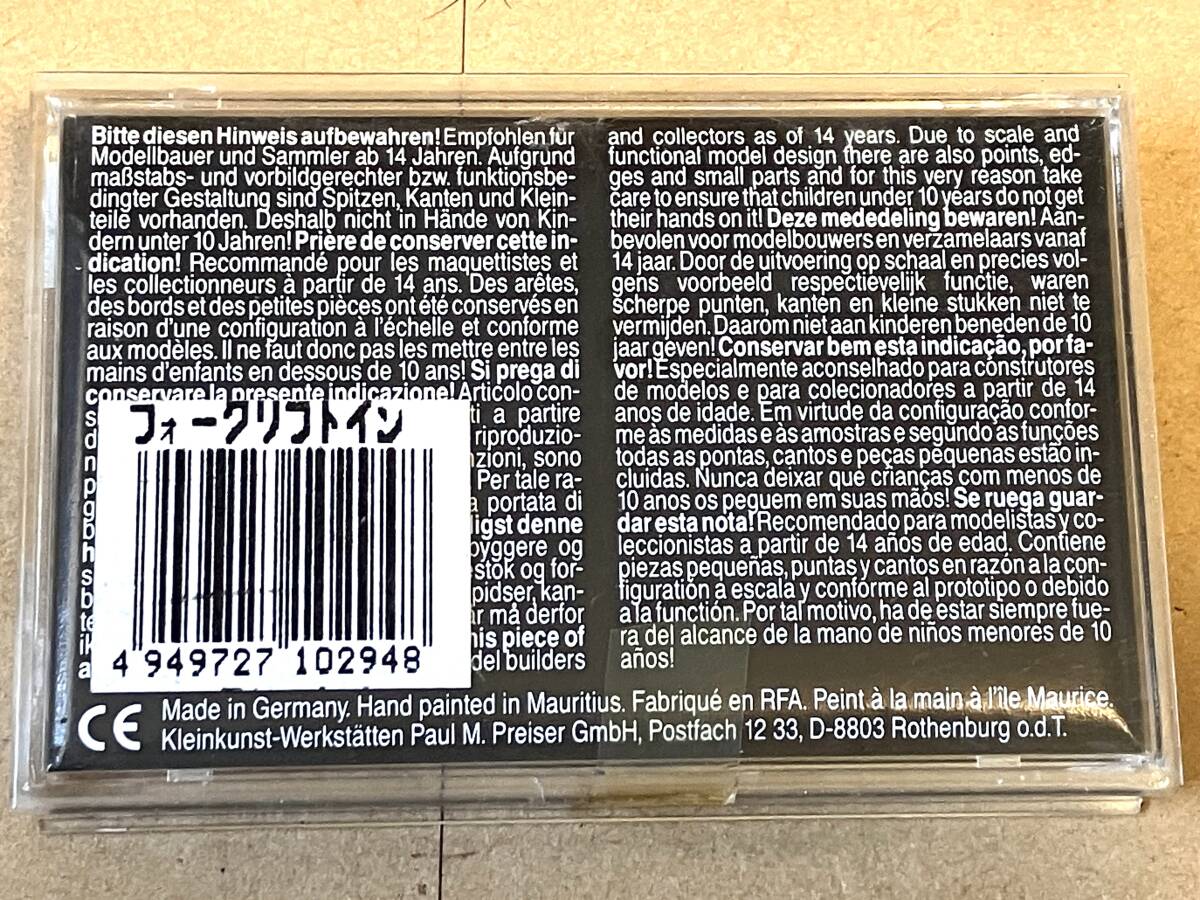 Bitte diesen Hinweis aufbewahren! Empfohlen für
Modellbauer und Sammler ab 14 Jahren. Aufgrund
maßstabs- und vorbildgerechter bzw. funktionsbe-
dingter Gestaltung sind Spitzen, Kanten und Klein-
teile vorhanden. Deshalb nicht in Hände von Kin-
dern unter 10 Jahren! Prière de conserver cette in-
dication! Recommandé pour les maquettistes et
les collectionneurs à partir de 14 ans. Des arêtes,
des bords et des petites pièces ont été conservés en
raison d'une configuration à l'échelle et conforme
aux modèles. Il ne faut donc pas les mettre entre les
mains d'enfants en dessous de 10 ans! Si prega di
conservare la presente indicazione! Articolo con-
ti a partire
riproduzio-
nzioni, sono
Per tale ra-
a portata di
ligst denne
byggere og
estok og for-
pidser, kan-
ar må derfor
his piece of
del builders
フォークリフトイン
4 949727 102948
and collectors as of 14 years. Due to scale and
functional model design there are also points, ed-
ges and small parts and for this very reason take
care to ensure that children under 10 years do not get
their hands on it! Deze mededeling bewaren! Aan-
bevolen voor modelbouwers en verzamelaars vanaf
14 jaar. Door de uitvoering op schaal en precies vol-
gens voorbeeld respectievelijk functie, waren
scherpe punten, kanten en kleine stukken niet te
vermijden. Daarom niet aan kinderen beneden de 10
jaar geven! Conservar bem esta indicação, por fa-
vor! Especialmente aconselhado para construtores
de modelos e para colecionadores a partir de 14
anos de idade. Em virtude da configuração confor-
me às medidas e às amostras e segundo as funções
todas as pontas, cantos e peças pequenas estão in-
cluidas. Nunca deixar que crianças com menos de
10 anos os peguem em suas mãos! Se ruega guar-
dar esta nota! Recomendado para modelistas y co-
leccionistas a partir de 14 años de edad. Contiene
piezas pequeñas, puntas y cantos en razón a la con-
figuración a escala y conforme al prototipo o debido
a la functión. Por tal motivo, ha de estar siempre fue-
ra del alcance de la mano de niños menores de 10
años!
CE Made in Germany. Hand painted in Mauritius. Fabriqué en RFA. Peint à la main à l'île Maurice.
Kleinkunst-Werkstätten Paul M. Preiser GmbH, Postfach 12 33, D-8803 Rothenburg o.d.T.